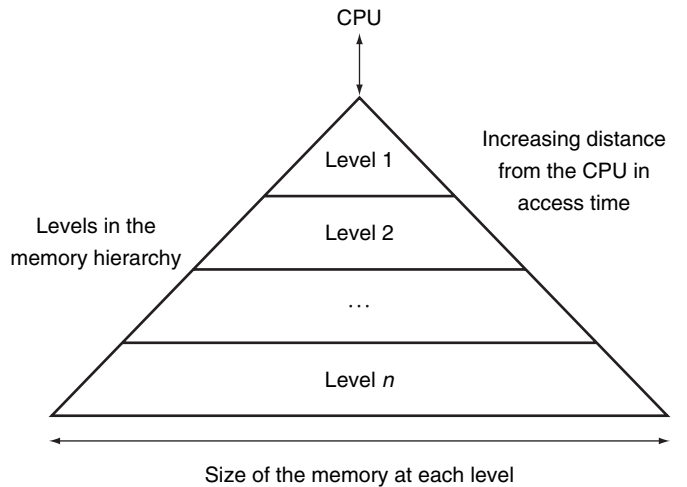 CPU
Level 1
Increasing distance
from the CPU in
access time
Level 2
Levels in the
memory hierarchy
...
Level n
Size of the memory at each level